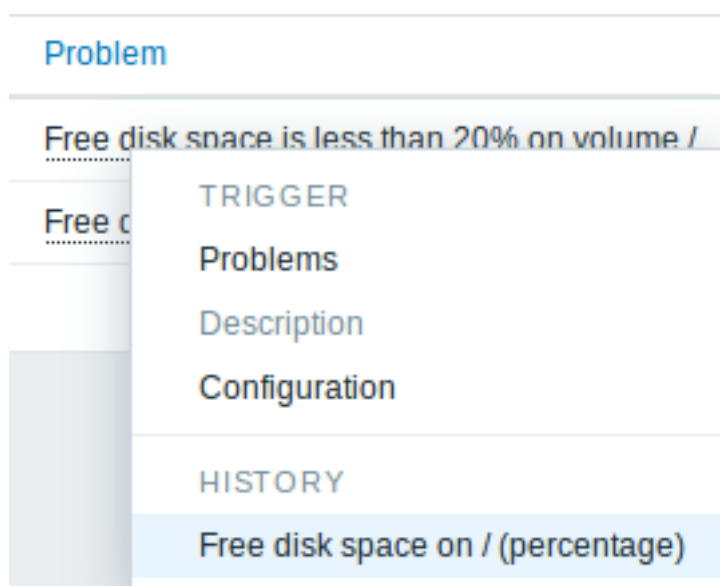 Problem
Free disk space is less than 20% on volume /
Free
TRIGGER
Problems
Description
Configuration
HISTORY
Free disk space on / (percentage)